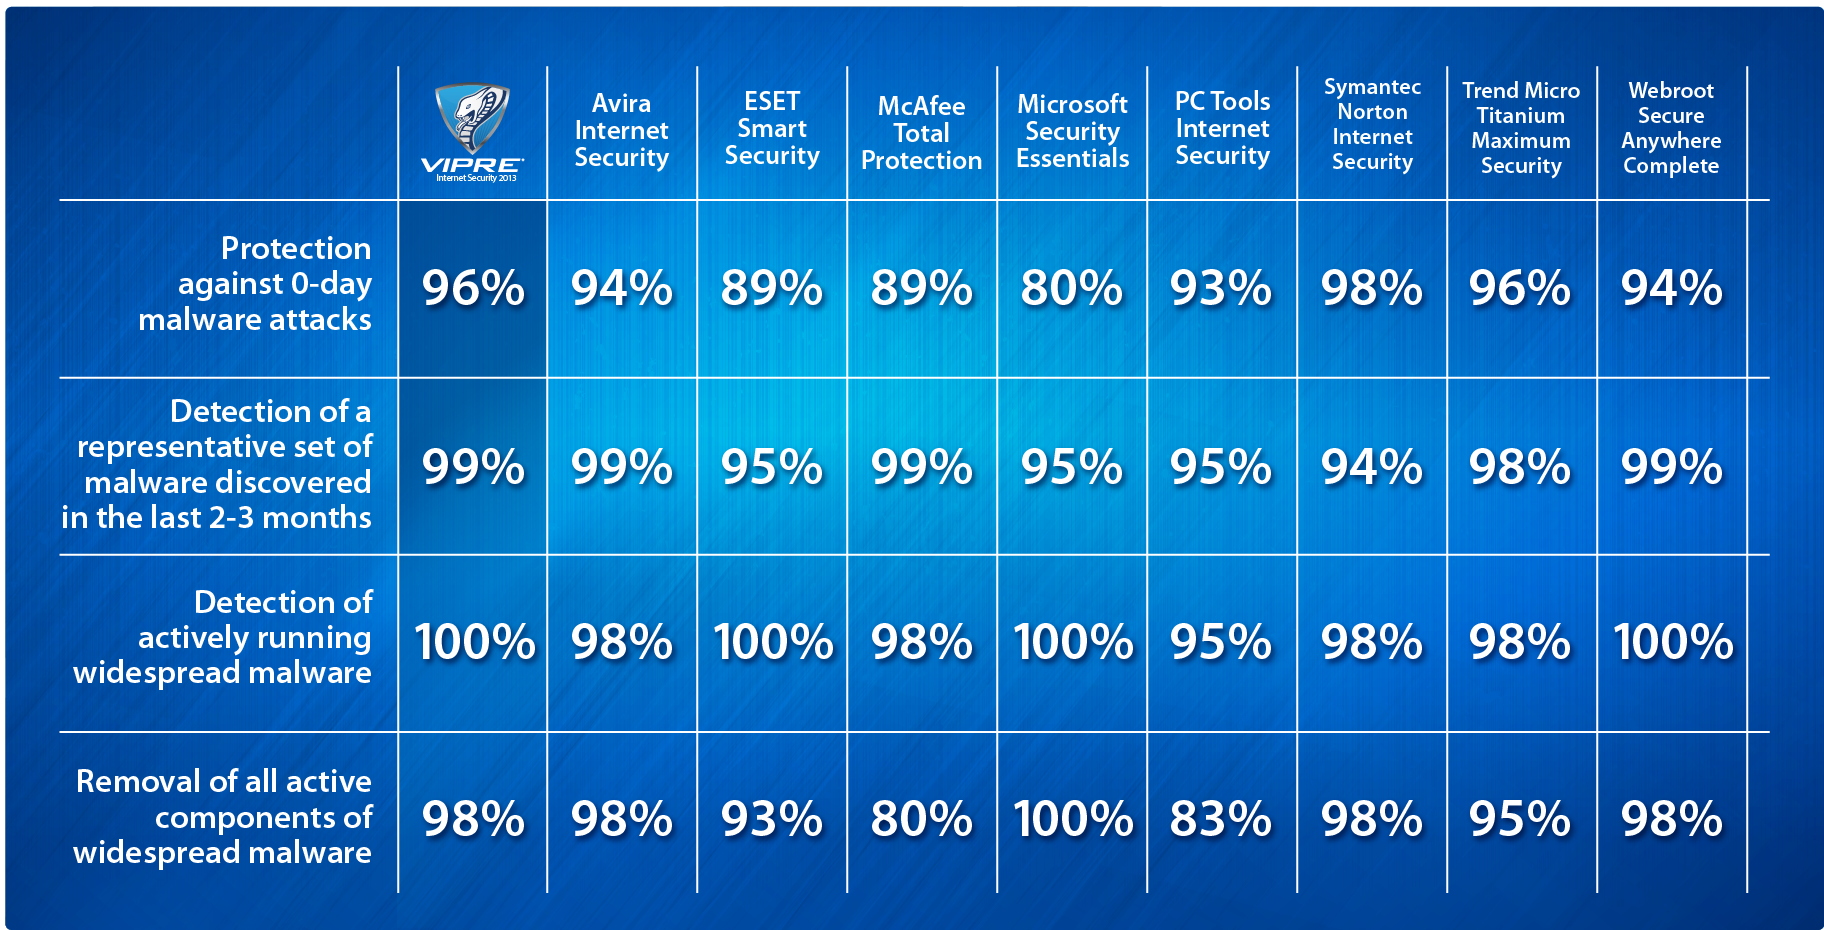 VIPRE
Internet Security 2013
Avira
Internet
Security
ESET
Smart
Security
McAfee
Total
Protection
Microsoft
Security
Essentials
PC Tools
Internet
Security
Symantec
Norton
Internet
Security
Trend Micro
Titanium
Maximum
Security
Webroot
Secure
Anywhere
Complete
Protection
against 0-day
malware attacks
96% 94% 89% 89% 80% 93% 98% 96% 94%
Detection of a
representative set of
malware discovered
in the last 2-3 months
99% 99% 95% 99% 95% 95% 94% 98% 99%
Detection of
actively running
widespread malware
100% 98% 100% 98% 100% 95% 98% 98% 100%
Removal of all active
components of
widespread malware
98% 98% 93% 80% 100% 83% 98% 95% 98%